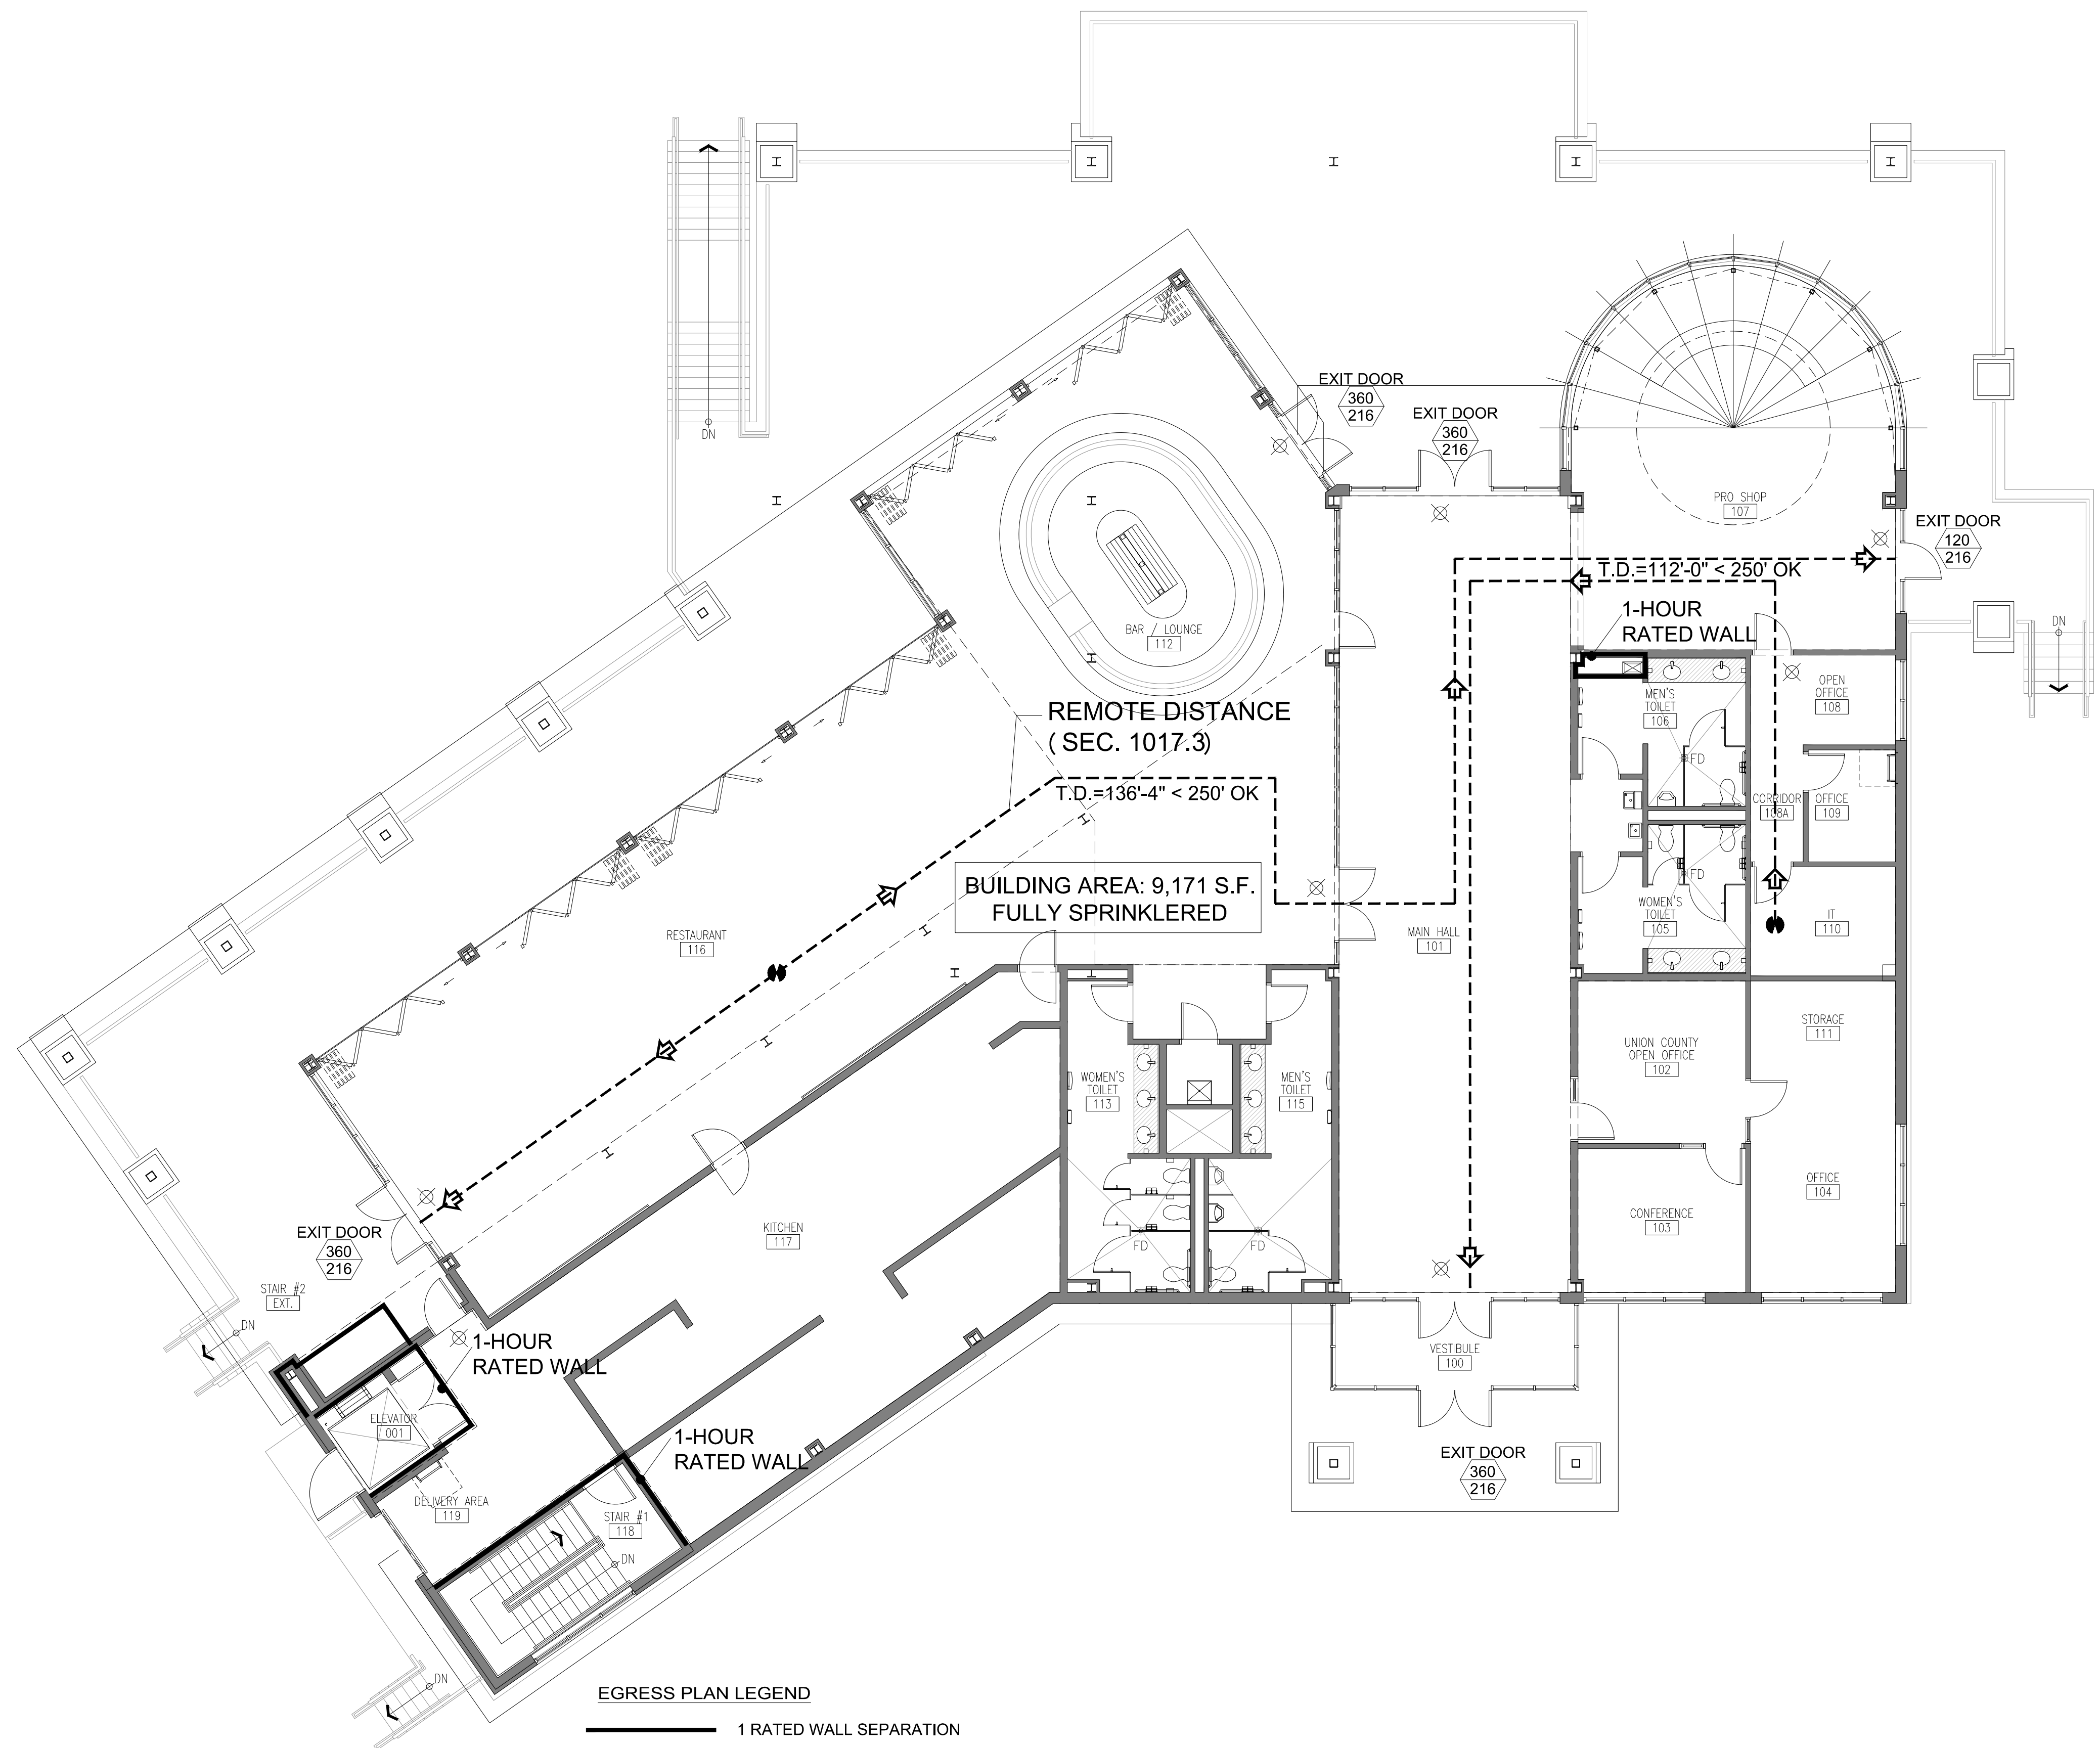 EXIT DOOR
360
216
EXIT DOOR
360
216
DN
PRO SHOP
107
EXIT DOOR
120
216
T.D.=112'-0" < 250' OK
1-HOUR
RATED WALL
DN
BAR / LOUNGE
112
MEN'S
TOILET
106
OPEN
OFFICE
108
REMOTE DISTANCE
( SEC. 1017.3)
FD
T.D.=136'-4" < 250' OK
CORRIDOR
108A
OFFICE
109
BUILDING AREA: 9,171 S.F.
FULLY SPRINKLERED
FD
WOMEN'S
TOILET
105
IT
110
RESTAURANT
116
MAIN HALL
101
STORAGE
111
UNION COUNTY
OPEN OFFICE
102
WOMEN'S
TOILET
113
MEN'S
TOILET
115
OFFICE
104
CONFERENCE
103
KITCHEN
117
FD
FD
EXIT DOOR
360
216
STAIR #2
EXT.
DN
1-HOUR
RATED WALL
VESTIBULE
100
ELEVATOR
001
1-HOUR
RATED WALL
EXIT DOOR
360
216
DELIVERY AREA
119
STAIR #1
118
DN
DN
EGRESS PLAN LEGEND
1 RATED WALL SEPARATION